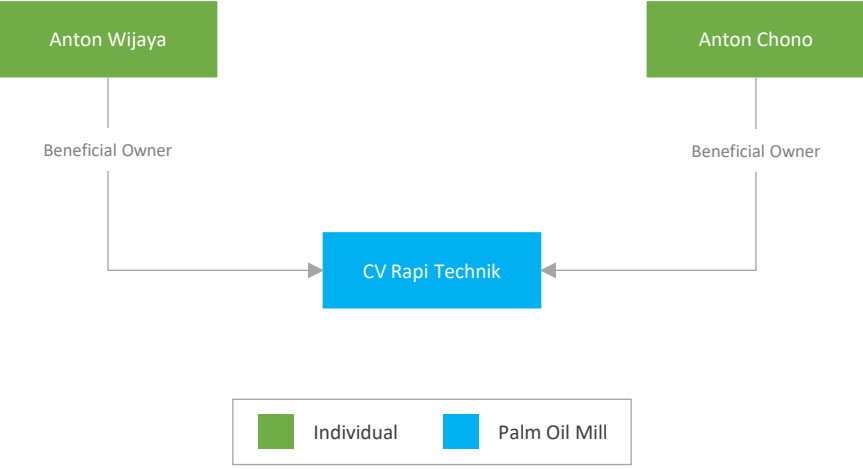 Anton Wijaya
Anton Chono
Beneficial Owner
Beneficial Owner
CV Rapi Technik
Individual
Palm Oil Mill